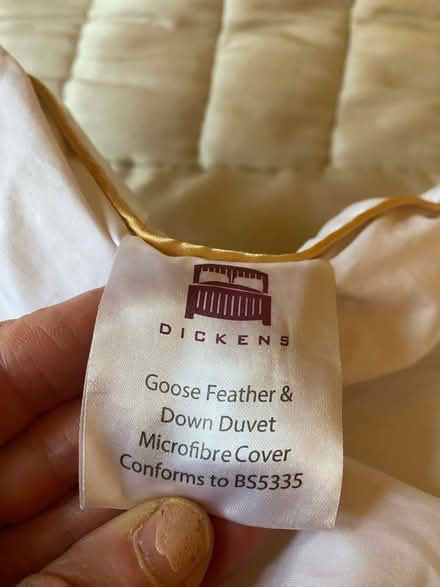 DICKENS
Goose Feather &
Down Duvet
Microfibre Cover
Conforms to BS5335